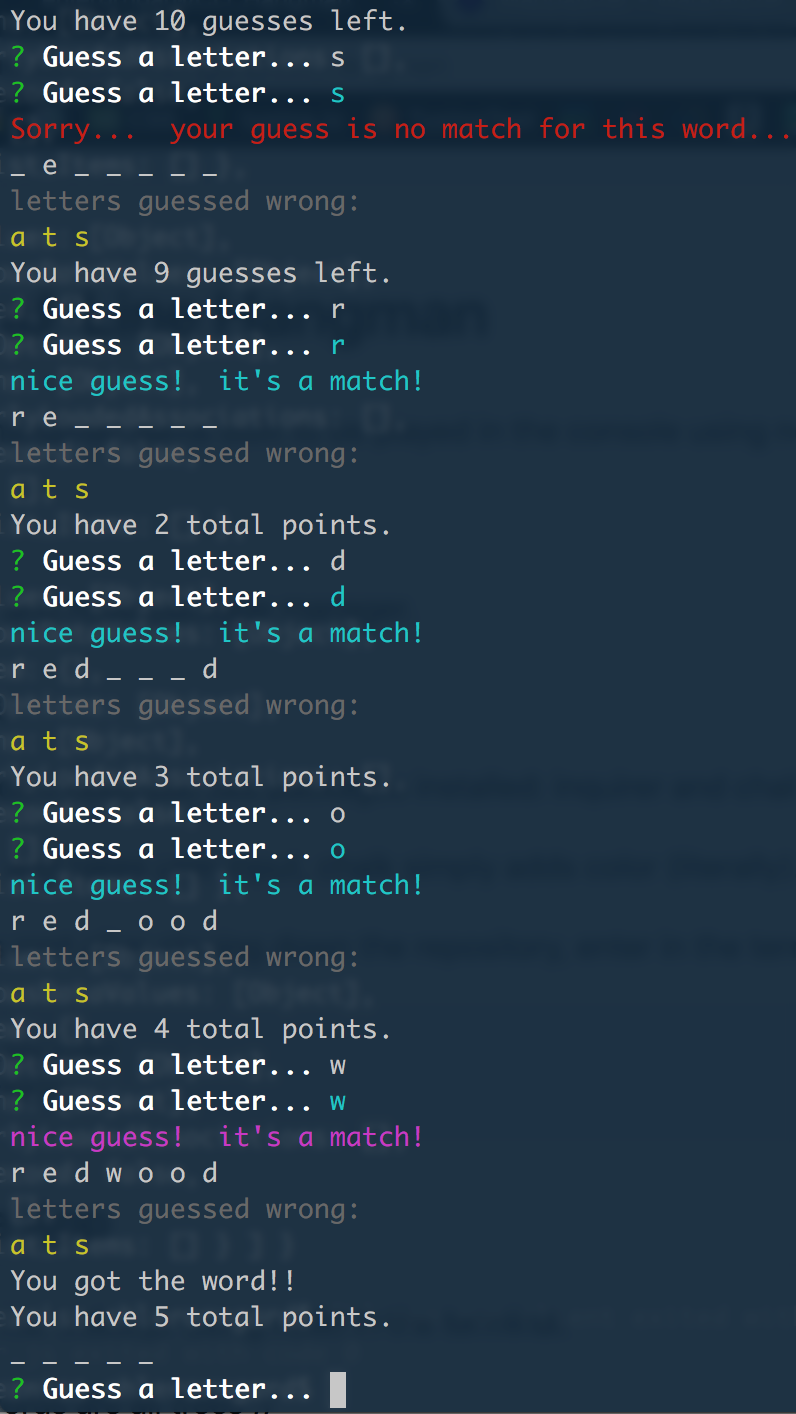 You have 10 guesses left.
? Guess a letter... s
? Guess a letter... s
Sorry...  your guess is no match for this word...
_ e _ _ _ _ _
letters guessed wrong:
a t s
You have 9 guesses left.
? Guess a letter... r
? Guess a letter... r
nice guess!  it's a match!
r e _ _ _ _ _
letters guessed wrong:
a t s
You have 2 total points.
? Guess a letter... d
? Guess a letter... d
nice guess!  it's a match!
r e d _ _ _ d
letters guessed wrong:
a t s
You have 3 total points.
? Guess a letter... o
? Guess a letter... o
nice guess!  it's a match!
r e d _ o o d
letters guessed wrong:
a t s
You have 4 total points.
? Guess a letter... w
? Guess a letter... w
nice guess!  it's a match!
r e d w o o d
letters guessed wrong:
a t s
You got the word!!
You have 5 total points.
_ _ _ _ _
? Guess a letter...